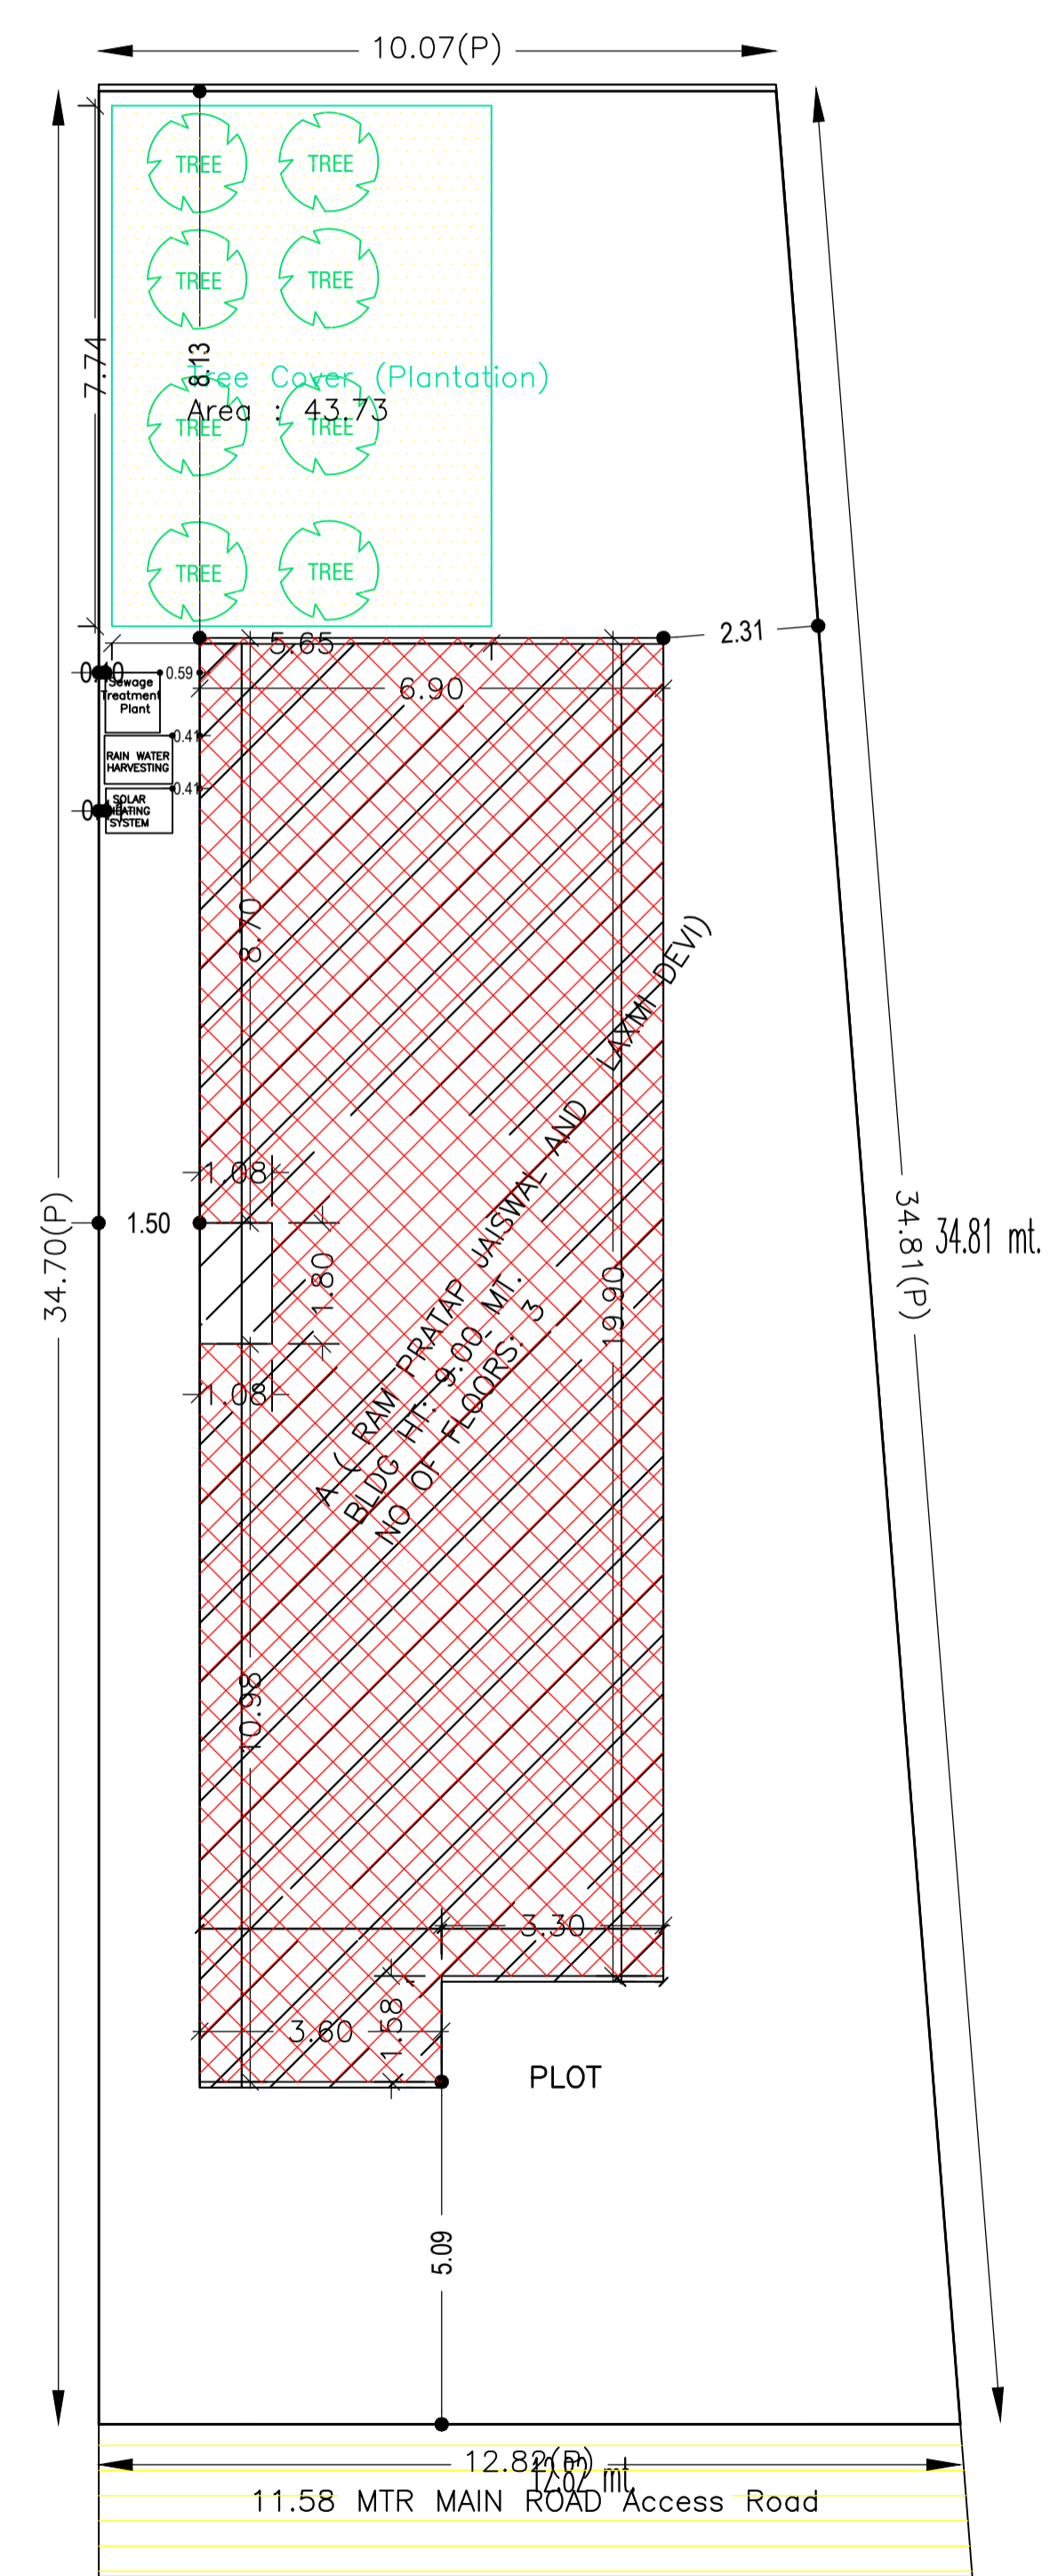 10.07(P)
TREE TREE
TREE TREE
7.74
8.13
Tree Cover (Plantation)
Area : 43.73
TREE TREE
TREE TREE
2.31
5.65
0.59
6.90
Sewage
Treatment
Plant
0.41
RAIN WATER
HARVESTING
0.41
SOLAR
HEATING
SYSTEM
8.70
1.08
1.50
1.80
34.70(P)
34.81(P)
34.81 mt.
19.90
1.08
A ( RAM PRATAP JAISWAL AND LAXMI DEVI)
BLDG HT: 9.00 MT.
NO OF FLOORS: 3
10.98
3.30
1.58
3.60
PLOT
5.09
12.82(P)
11.58 MTR MAIN ROAD Access Road